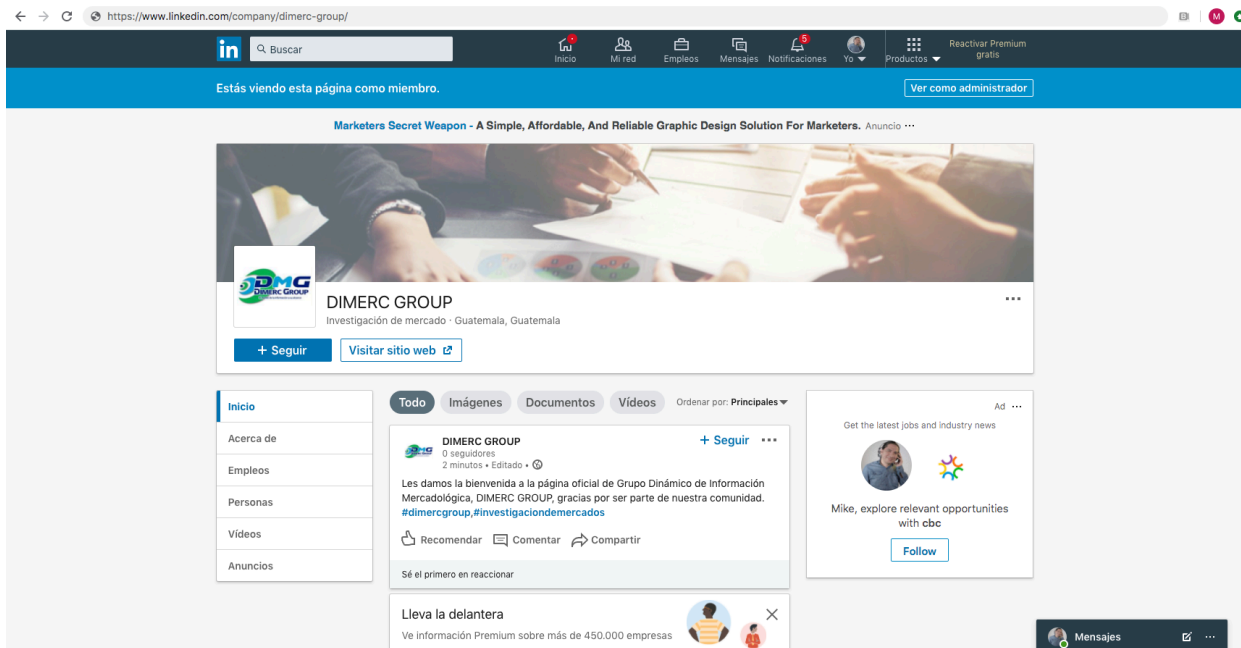 https://www.linkedin.com/company/dimerc-group/
M
in
Buscar
Inicio
Mi red
Empleos
Mensajes
5
Notificaciones
Yo
Productos
Reactivar Premium
gratis
Estás viendo esta página como miembro.
Ver como administrador
Marketers Secret Weapon - A Simple, Affordable, And Reliable Graphic Design Solution For Marketers. Anuncio ···
DMG
DIMERC GROUP
DIMERC GROUP
Investigación de mercado · Guatemala, Guatemala
+ Seguir
Visitar sitio web
Inicio
Acerca de
Empleos
Personas
Vídeos
Anuncios
Todo
Imágenes
Documentos
Vídeos
Ordenar por: Principales
DIMERC GROUP
0 seguidores
2 minutos • Editado •
+ Seguir
Les damos la bienvenida a la página oficial de Grupo Dinámico de Información
Mercadológica, DIMERC GROUP, gracias por ser parte de nuestra comunidad.
#dimercgroup,#investigaciondemercados
Recomendar
Comentar
Compartir
Sé el primero en reaccionar
Lleva la delantera
Ve información Premium sobre más de 450.000 empresas
Ad ···
Get the latest jobs and industry news
Mike, explore relevant opportunities
with cbc
Follow
Mensajes